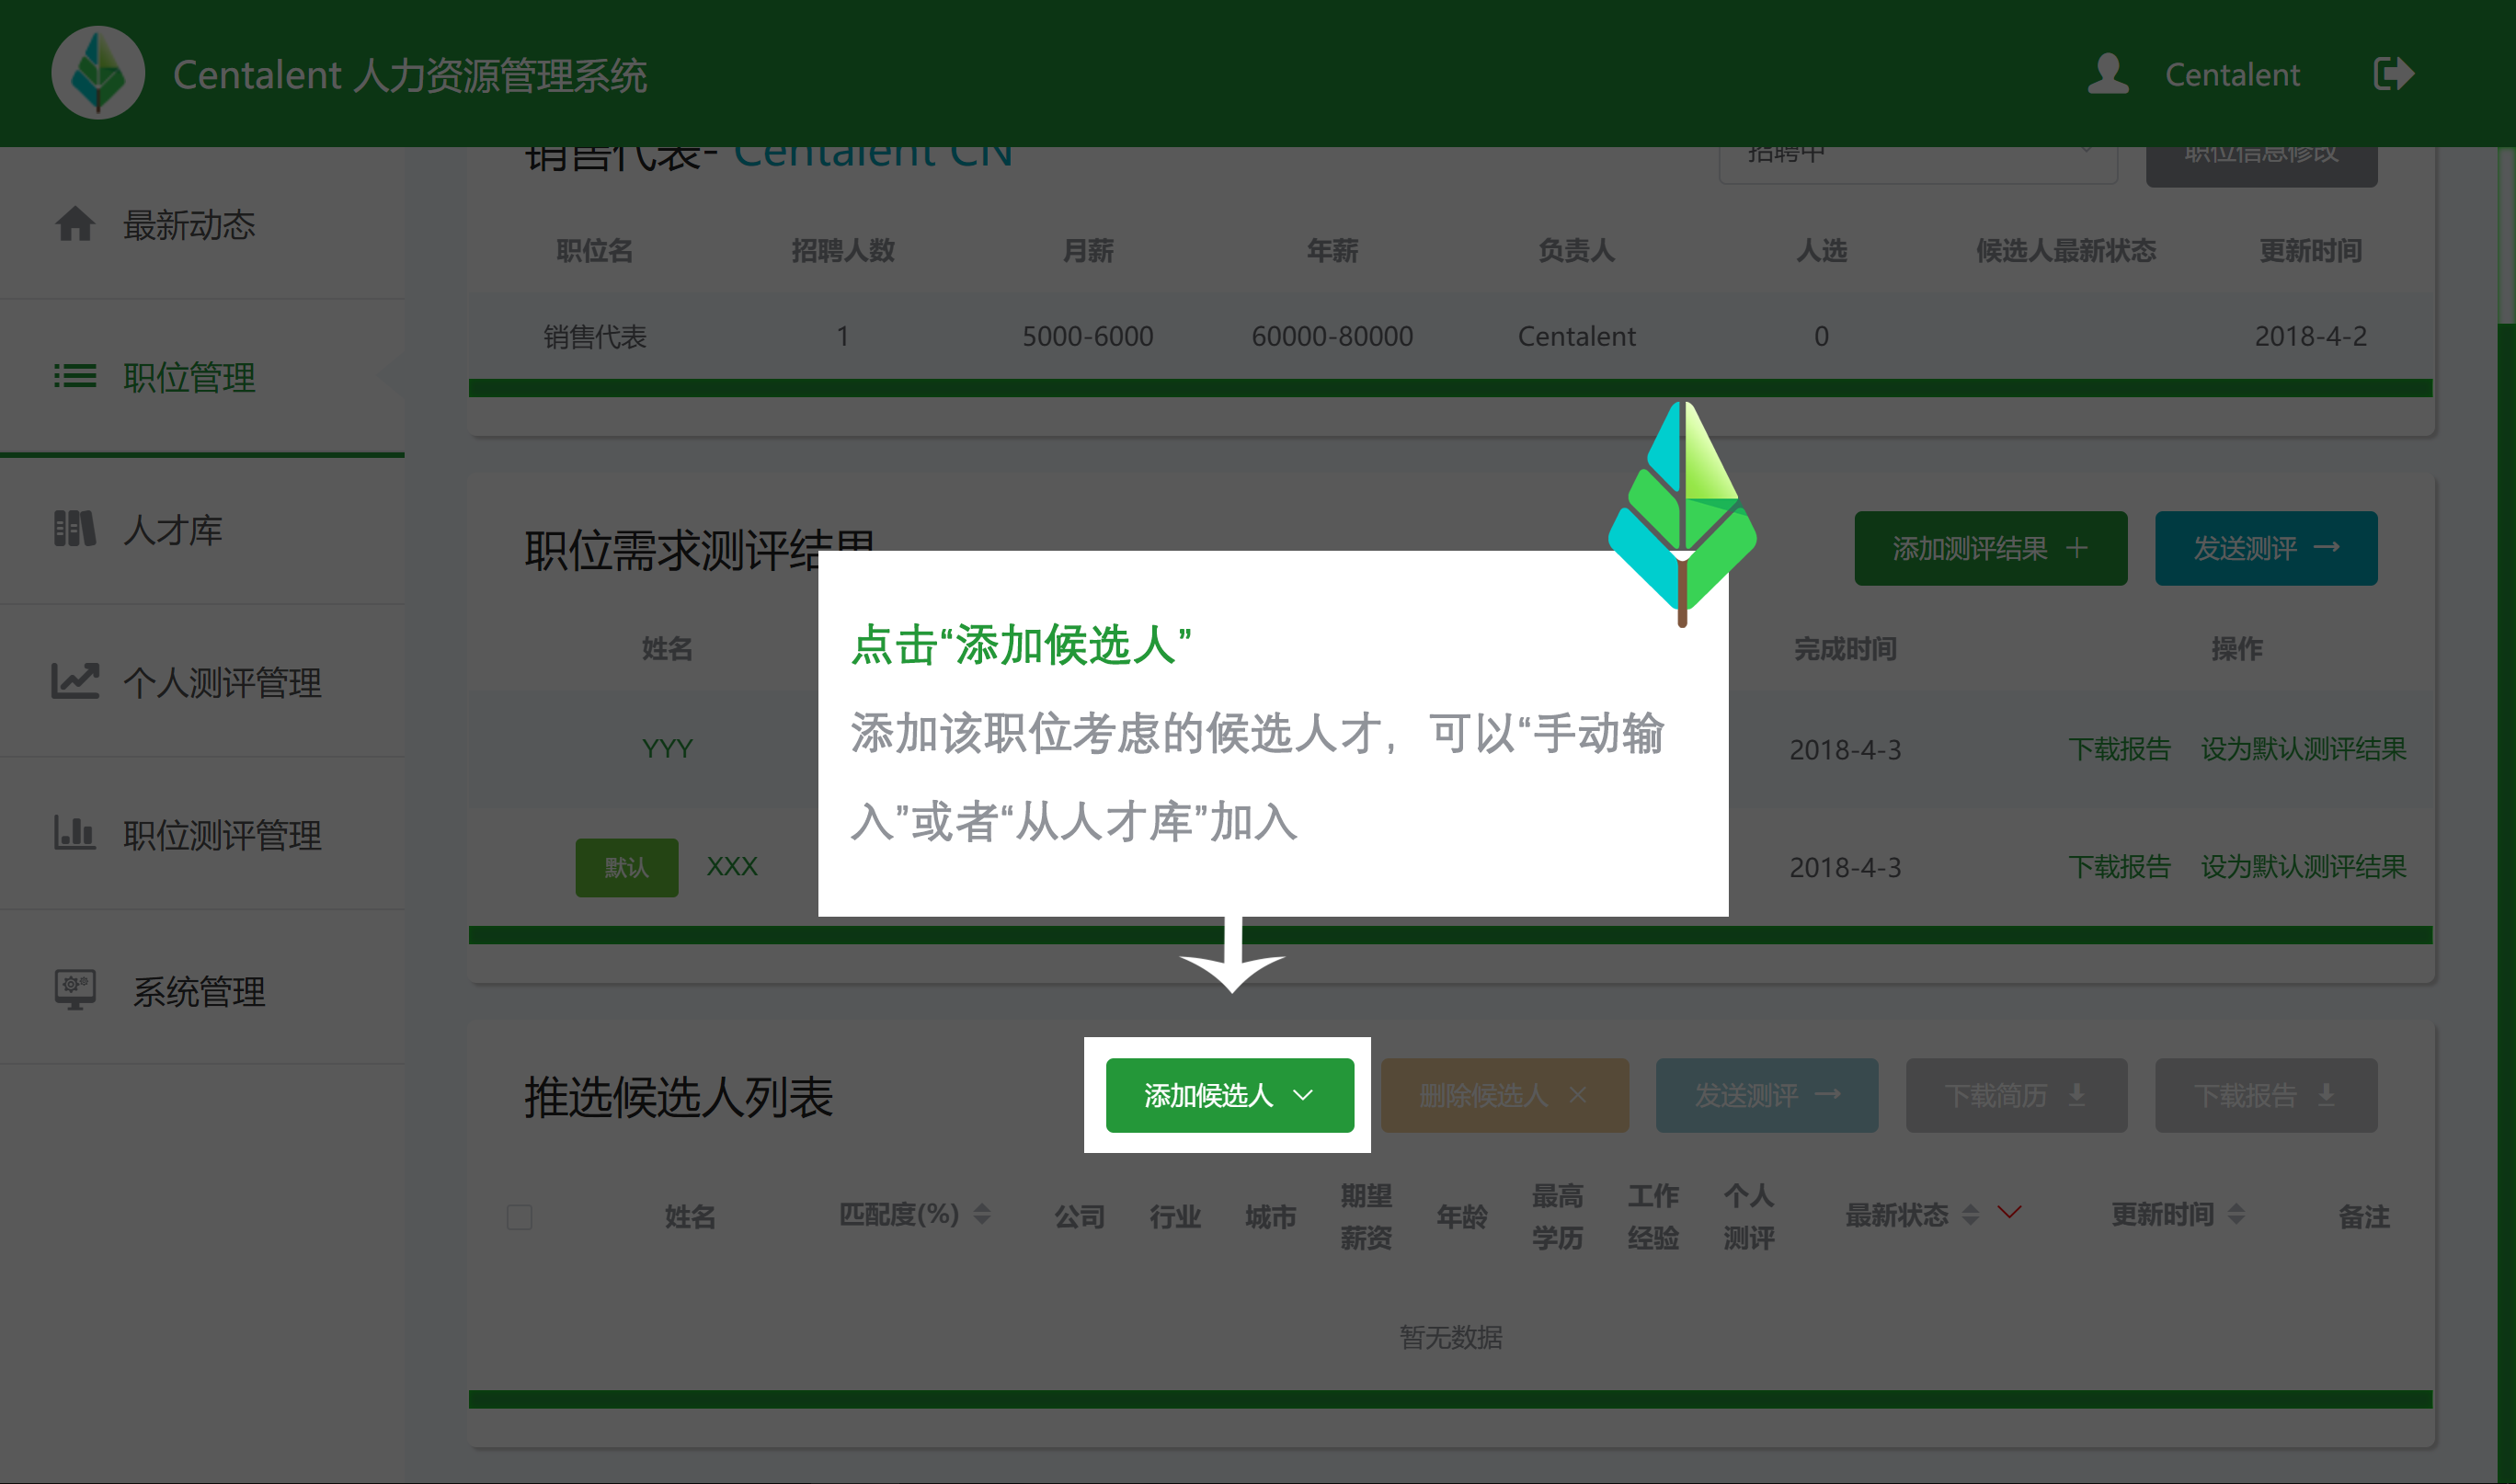 Centalent 人力资源管理系统
Centalent
销售代表- Centalent CN
招聘中
职位信息修改
最新动态
职位管理
人才库
个人测评管理
职位测评管理
系统管理
职位名 招聘人数 月薪 年薪 负责人 人选 候选人最新状态 更新时间
销售代表 1 5000-6000 60000-80000 Centalent 0 2018-4-2
职位需求测评结果
添加测评结果
发送测评
姓名 完成时间 操作
YYY 2018-4-3 下载报告 设为默认测评结果
默认 XXX 2018-4-3 下载报告 设为默认测评结果
点击“添加候选人”
添加该职位考虑的候选人才，可以“手动输
入”或者“从人才库”加入
推选候选人列表
添加候选人
删除候选人
发送测评
下载简历
下载报告
姓名 匹配度(%) 公司 行业 城市 期望薪资 年龄 最高学历 工作经验 个人测评 最新状态 更新时间 备注
暂无数据